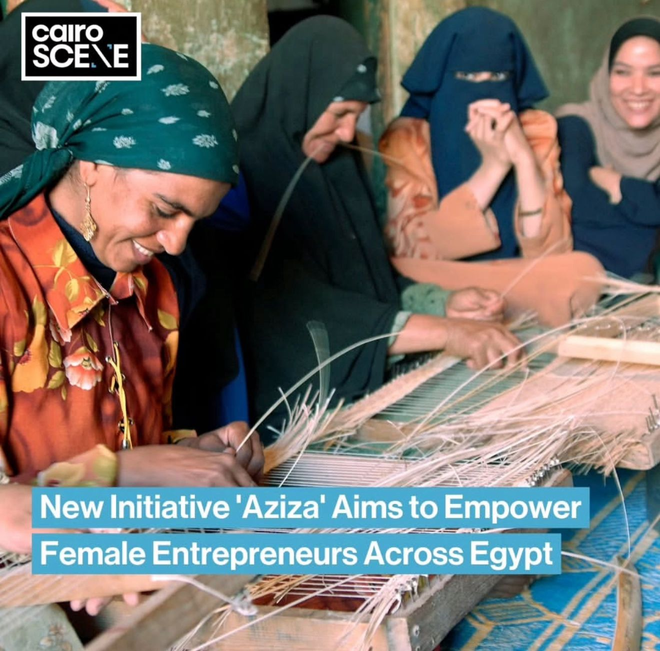 cairo
SCENE
New Initiative 'Aziza' Aims to Empower
Female Entrepreneurs Across Egypt